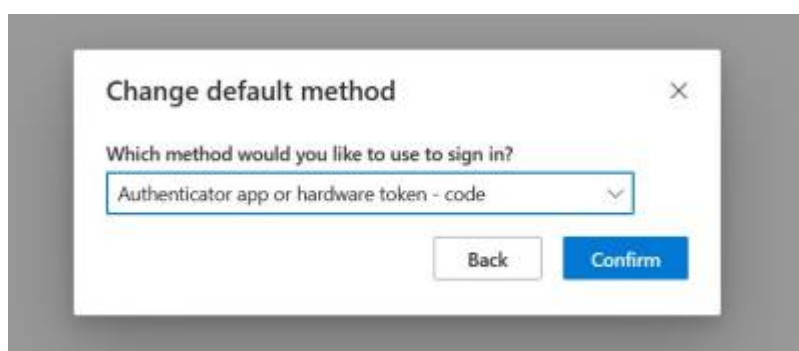 Change default method
Which method would you like to use to sign in?
Authenticator app or hardware token - code
Back Confirm